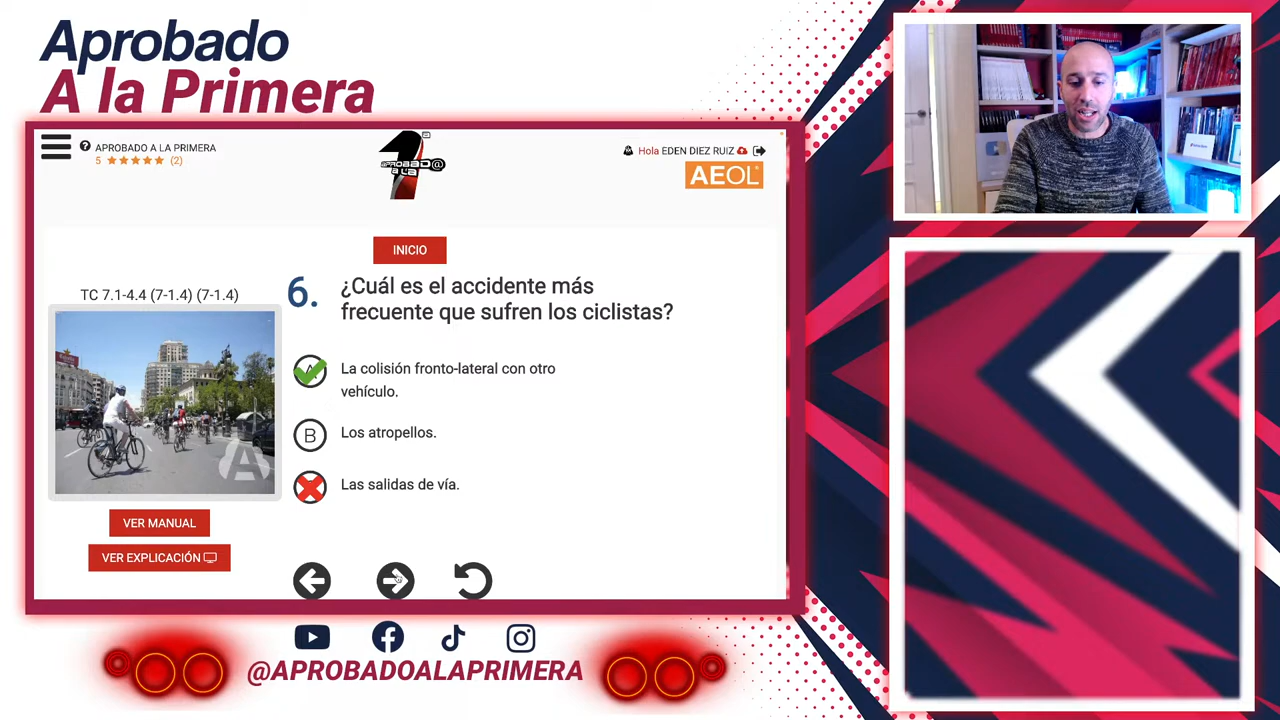 Aprobado
A la Primera
APROBADO A LA PRIMERA
5 ★★★★★ (2)
APROBAD@
A LA
Hola EDEN DIEZ RUIZ
AEOL
INICIO
TC 7.1-4.4 (7-1.4) (7-1.4)
6. ¿Cuál es el accidente más
frecuente que sufren los ciclistas?
La colisión fronto-lateral con otro
vehículo.
B Los atropellos.
Las salidas de vía.
VER MANUAL
VER EXPLICACIÓN
@APROBADOALAPRIMERA